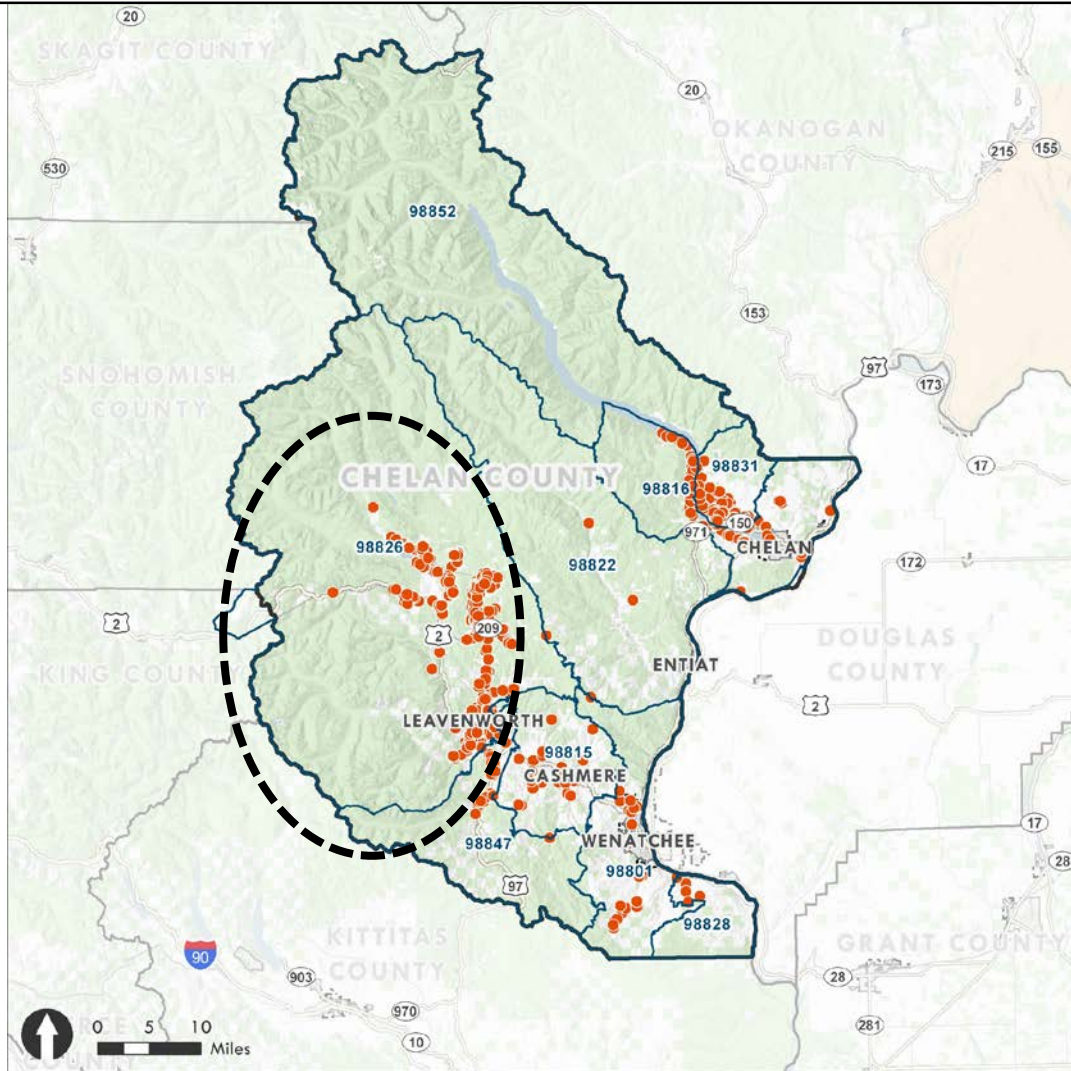 20
SKAGIT COUNTY
20
OKANOGAN
COUNTY
215
155
530
98852
153
97
173
SNOHOMISH
COUNTY
17
CHELAN COUNTY
98831
98816
150
971
CHELAN
98826
98822
172
2
209
2
KING COUNT
DOUGLAS
COUNTY
ENTIAT
2
LEAVENWORTH
98815
CASHMERE
WENATCHEE
17
28
98847
98801
97
98828
KITTITAS
COUNTY
GRANT COUNTY
90
903
28
970
281
10
0 5 10
Miles